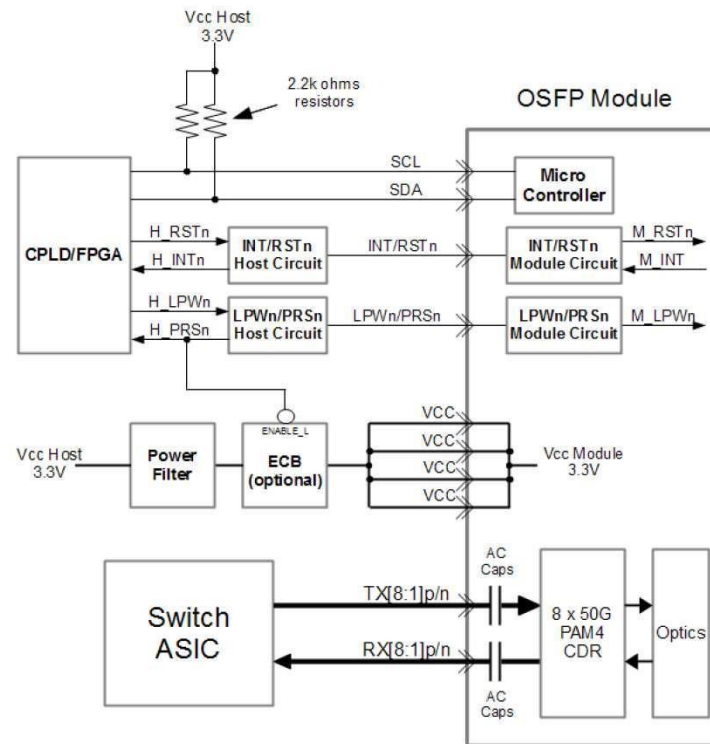 Vcc Host
3.3V
2.2k ohms
resistors
OSFP Module
SCL
SDA
Micro
Controller
CPLD/FPGA
H_RSTn
H_INTn
INT/RSTn
Host Circuit
INT/RSTn
INT/RSTn
Module Circuit
M_RSTn
M_INT
H_LPWn
H_PRSn
LPWn/PRSn
Host Circuit
LPWn/PRSn
LPWn/PRSn
Module Circuit
M_LPWn
Vcc Host
3.3V
Power
Filter
ENABLE_L
ECB
(optional)
VCC
VCC
VCC
VCC
Vcc Module
3.3V
Switch
ASIC
TX[8:1]p/n
RX[8:1]p/n
AC
Caps
AC
Caps
8 x 50G
PAM4
CDR
Optics